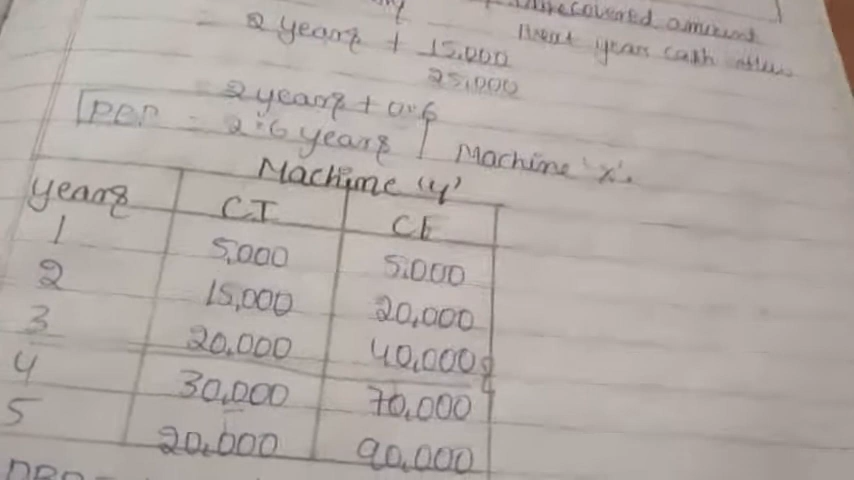 Unrecovered amount
Next year cash inflow
= 2 years + 15,000
25,000
= 2 years + 0.6
PBP = 2.6 years Machine 'x'.
Machine 'y'
years CI CF
1 5,000 5,000
2 15,000 20,000
3 20,000 40,000
4 30,000 70,000
5 20,000 90,000